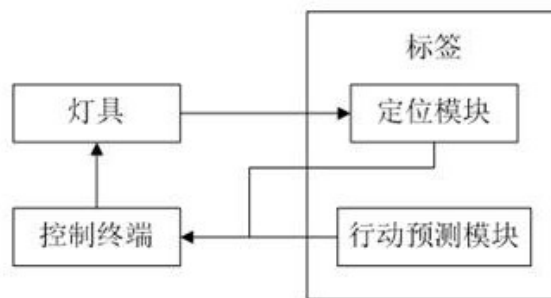 标签
灯具
定位模块
控制终端
行动预测模块